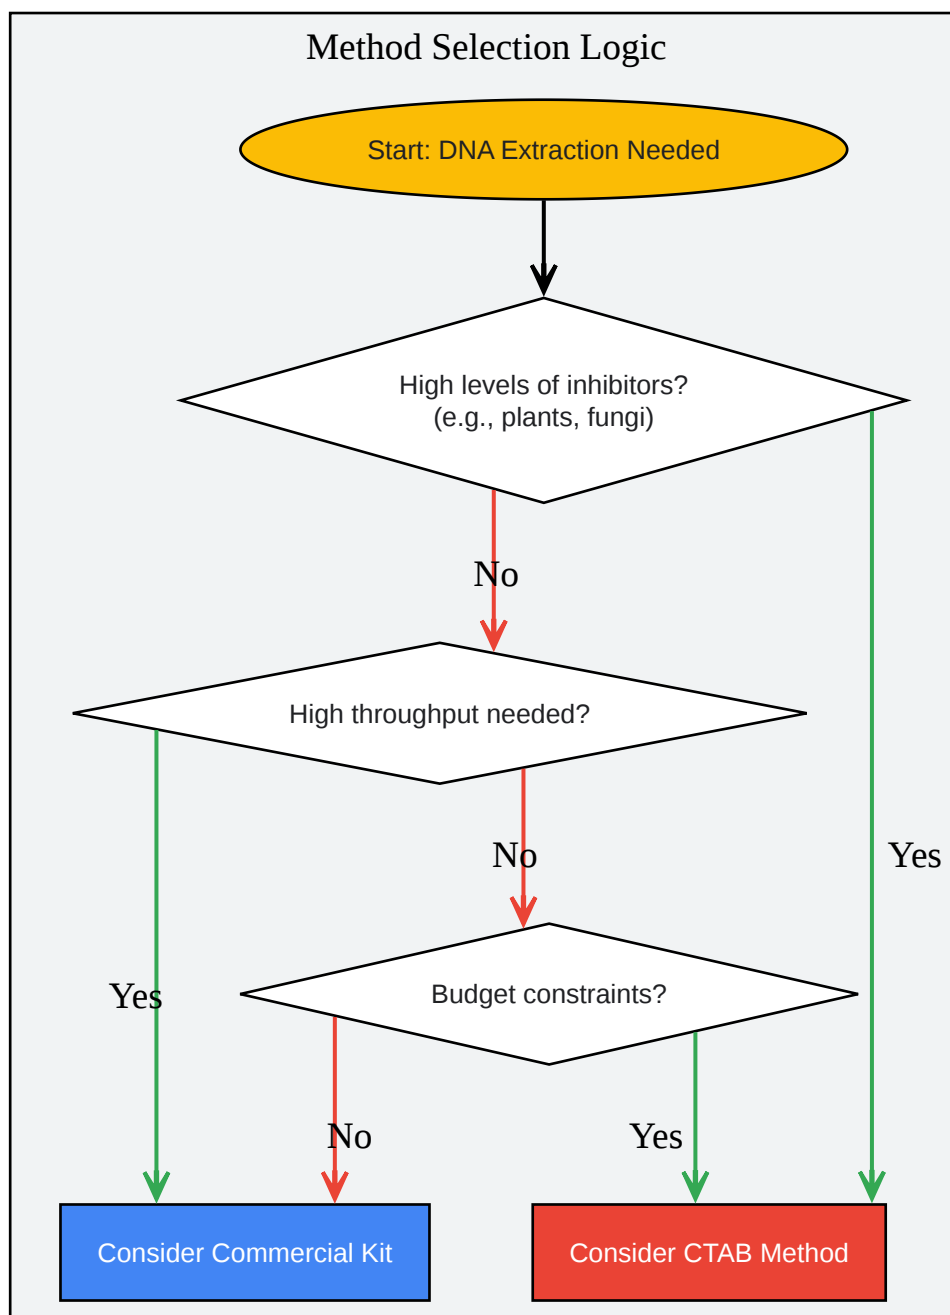 Method Selection Logic
Start: DNA Extraction Needed
High levels of inhibitors?
(e.g., plants, fungi)
No
High throughput needed?
No
Yes
Budget constraints?
Yes
No
Yes
Consider Commercial Kit
Consider CTAB Method